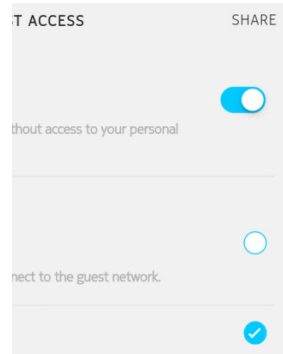 T ACCESS SHARE
thout access to your personal
nect to the guest network.